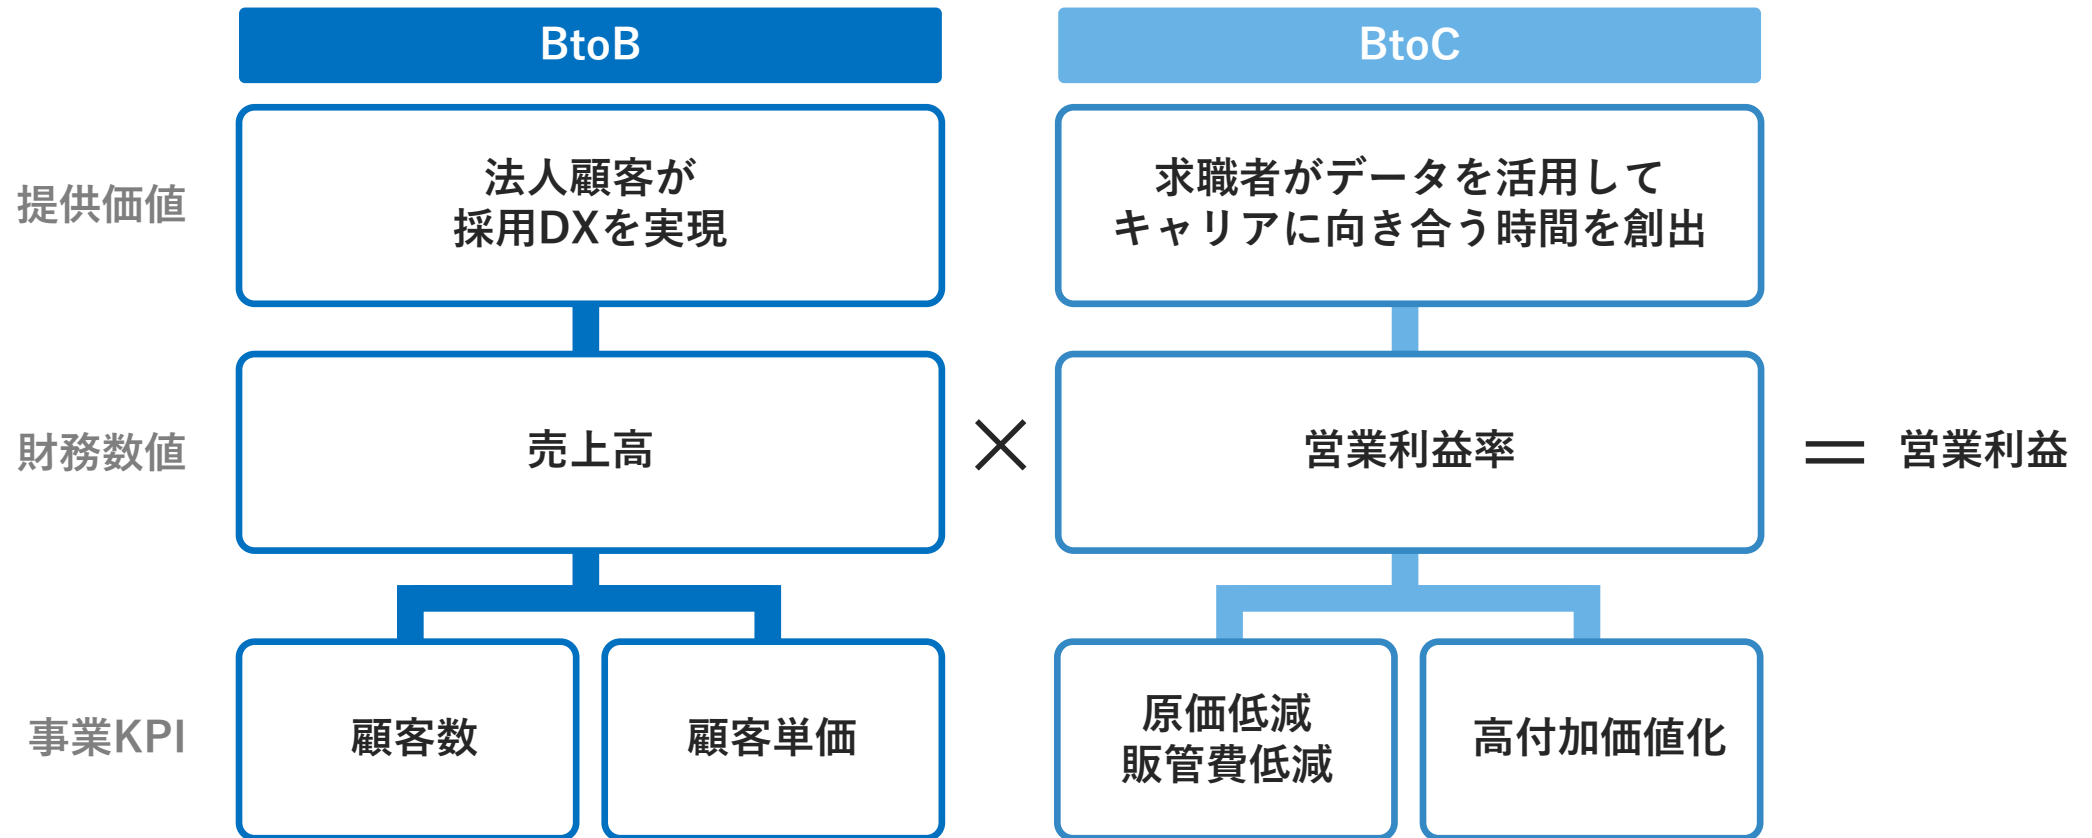 BtoB
BtoC
提供価値
法人顧客が
採用DXを実現
求職者がデータを活用して
キャリアに向き合う時間を創出
財務数値
売上高
×
営業利益率
=
営業利益
事業KPI
顧客数
顧客単価
原価低減
販管費低減
高付加価値化